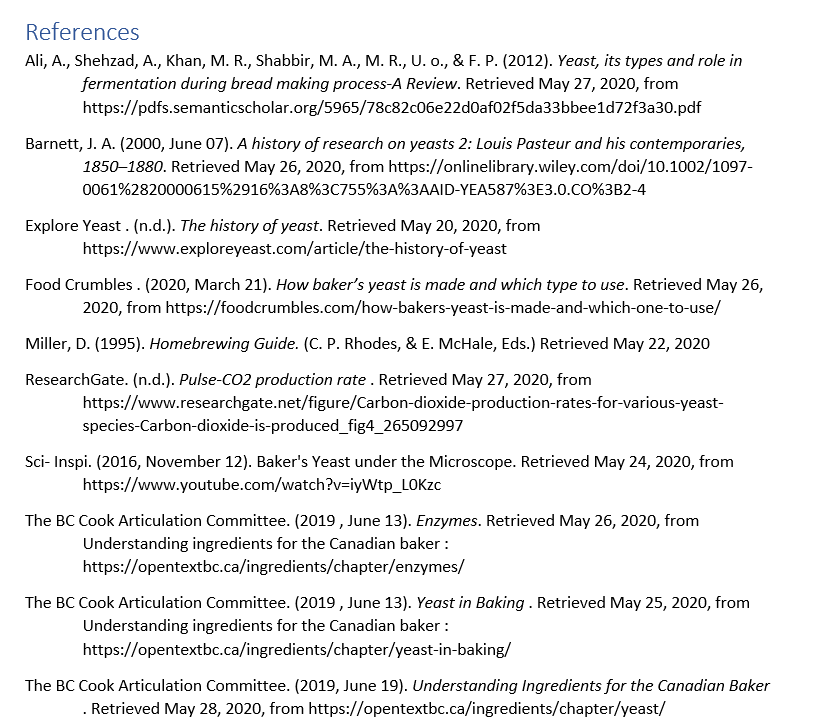 References
Ali, A., Shehzad, A., Khan, M. R., Shabbir, M. A., M. R., U. o., & F. P. (2012). Yeast, its types and role in
fermentation during bread making process-A Review. Retrieved May 27, 2020, from
https://pdfs.semanticscholar.org/5965/78c82c06e22d0af02f5da33bbee1d72f3a30.pdf
Barnett, J. A. (2000, June 07). A history of research on yeasts 2: Louis Pasteur and his contemporaries,
1850–1880. Retrieved May 26, 2020, from https://onlinelibrary.wiley.com/doi/10.1002/1097-
0061%2820000615%2916%3A8%3C755%3A%3AAID-YEA587%3E3.0.CO%3B2-4
Explore Yeast . (n.d.). The history of yeast. Retrieved May 20, 2020, from
https://www.exploreyeast.com/article/the-history-of-yeast
Food Crumbles . (2020, March 21). How baker’s yeast is made and which type to use. Retrieved May 26,
2020, from https://foodcrumbles.com/how-bakers-yeast-is-made-and-which-one-to-use/
Miller, D. (1995). Homebrewing Guide. (C. P. Rhodes, & E. McHale, Eds.) Retrieved May 22, 2020
ResearchGate. (n.d.). Pulse-CO2 production rate . Retrieved May 27, 2020, from
https://www.researchgate.net/figure/Carbon-dioxide-production-rates-for-various-yeast-
species-Carbon-dioxide-is-produced_fig4_265092997
Sci- Inspi. (2016, November 12). Baker's Yeast under the Microscope. Retrieved May 24, 2020, from
https://www.youtube.com/watch?v=iyWtp_L0Kzc
The BC Cook Articulation Committee. (2019 , June 13). Enzymes. Retrieved May 26, 2020, from
Understanding ingredients for the Canadian baker :
https://opentextbc.ca/ingredients/chapter/enzymes/
The BC Cook Articulation Committee. (2019 , June 13). Yeast in Baking . Retrieved May 25, 2020, from
Understanding ingredients for the Canadian baker :
https://opentextbc.ca/ingredients/chapter/yeast-in-baking/
The BC Cook Articulation Committee. (2019, June 19). Understanding Ingredients for the Canadian Baker
. Retrieved May 28, 2020, from https://opentextbc.ca/ingredients/chapter/yeast/